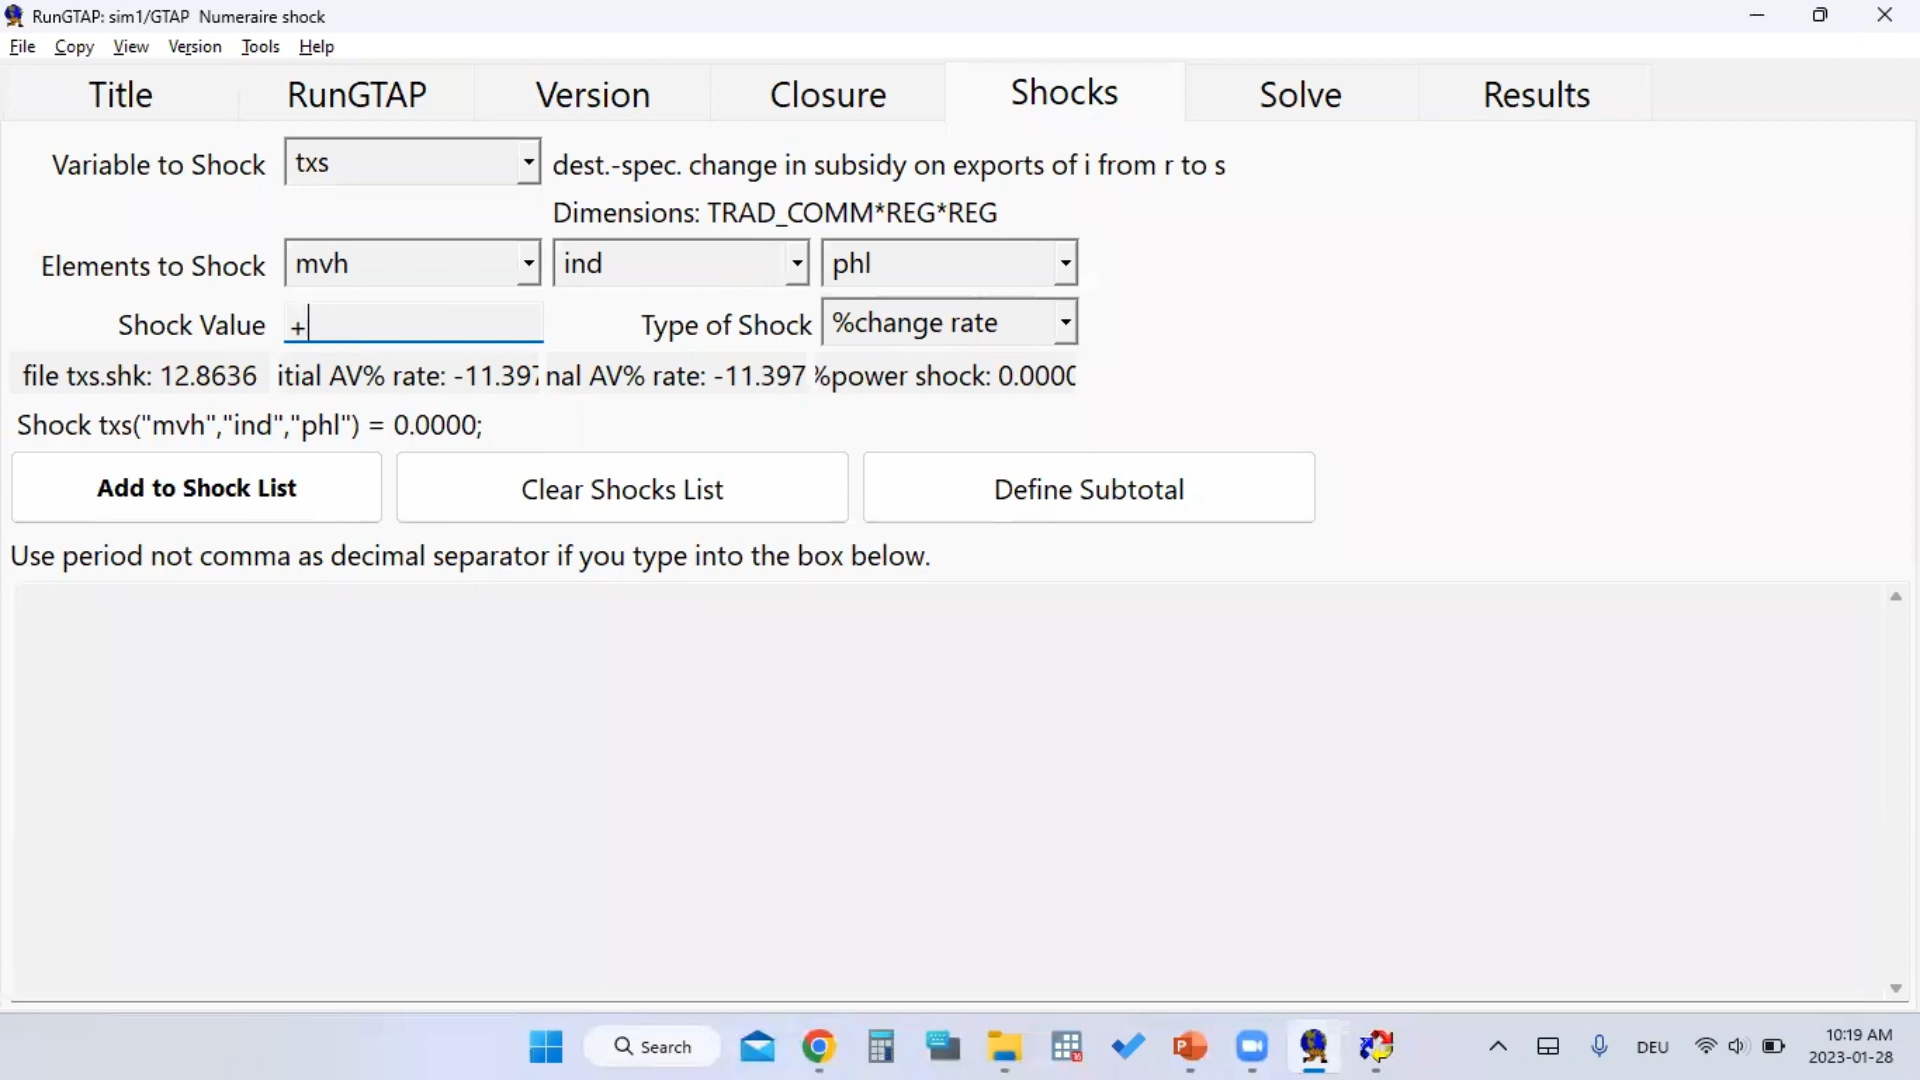 RunGTAP: sim1/GTAP Numeraire shock
File Copy View Version Tools Help
Title RunGTAP Version Closure Shocks Solve Results
Variable to Shock txs dest.-spec. change in subsidy on exports of i from r to s
Dimensions: TRAD_COMM*REG*REG
Elements to Shock mvh ind phl
Shock Value + Type of Shock %change rate
file txs.shk: 12.8636 itial AV% rate: -11.397 nal AV% rate: -11.397 %power shock: 0.0000
Shock txs("mvh","ind","phl") = 0.0000;
Add to Shock List Clear Shocks List Define Subtotal
Use period not comma as decimal separator if you type into the box below.
Search DEU 10:19 AM
2023-01-28